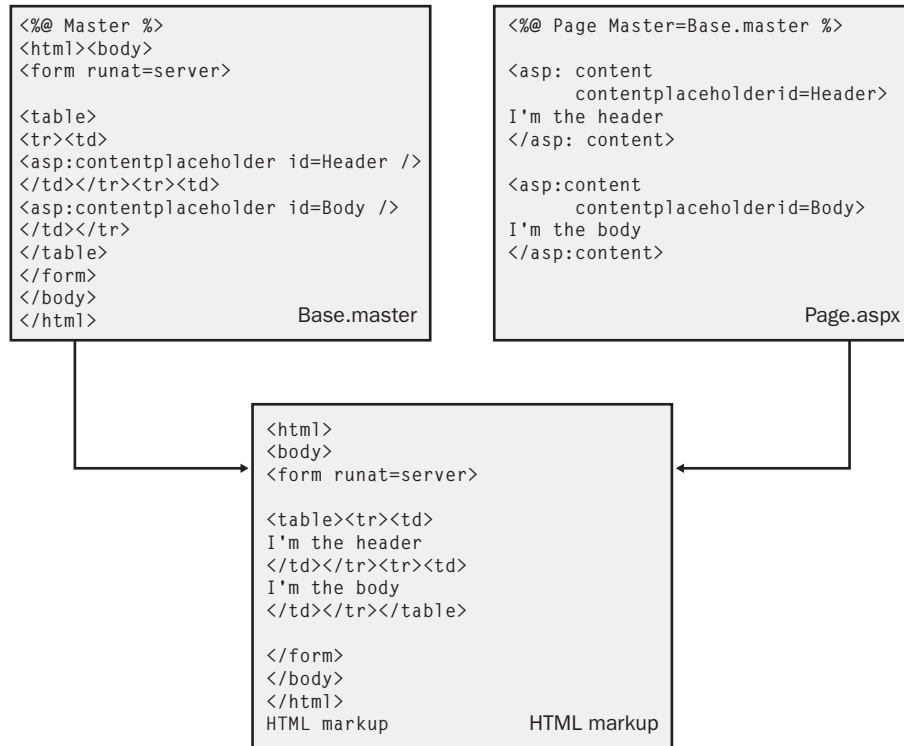 <%@ Master %>
<html><body>
<form runat=server>
<table>
<tr><td>
<asp:contentplaceholder id=Header />
</td></tr><tr><td>
<asp:contentplaceholder id=Body />
</td></tr>
</table>
</form>
</body>
</html>
Base.master
<%@ Page Master=Base.master %>
<asp: content
contentplaceholderid=Header>
I'm the header
</asp: content>
<asp:content
contentplaceholderid=Body>
I'm the body
</asp:content>
Page.aspx
<html>
<body>
<form runat=server>
<table><tr><td>
I'm the header
</td></tr><tr><td>
I'm the body
</td></tr></table>
</form>
</body>
</html>
HTML markup
HTML markup